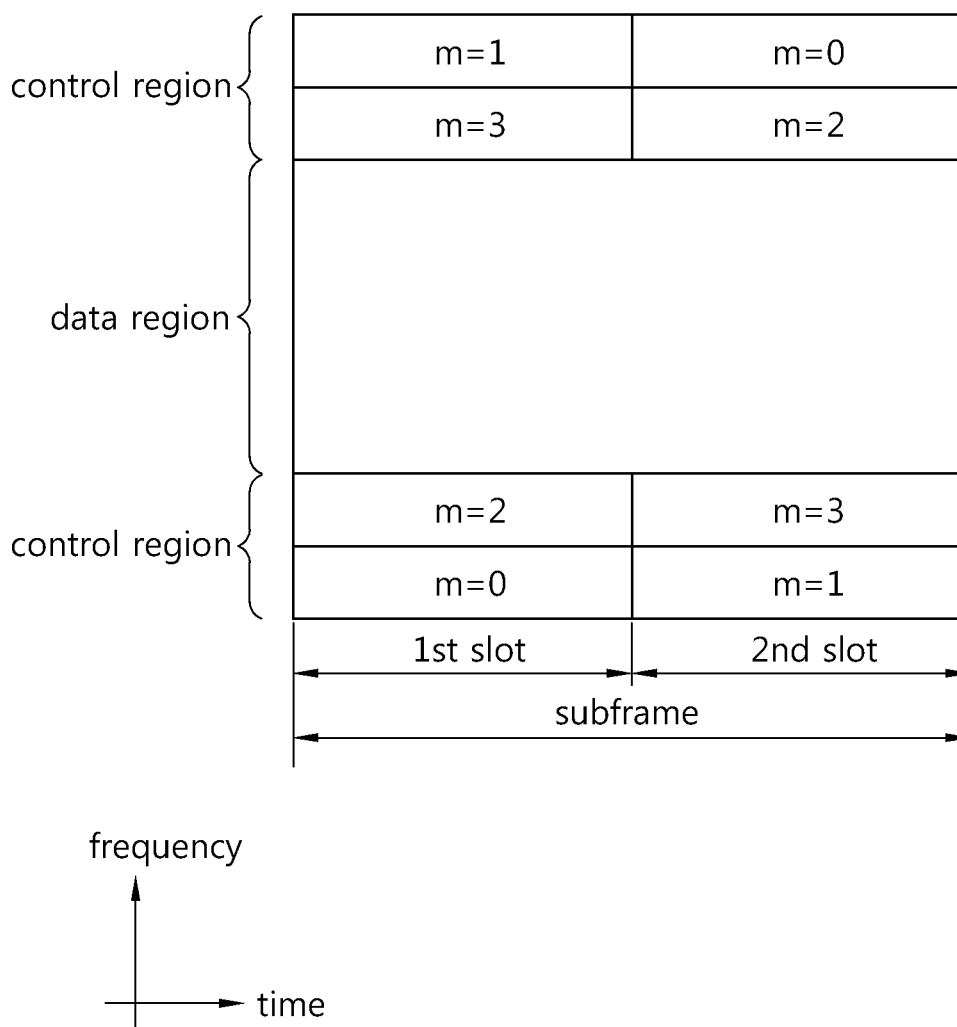 m=1 m=0
control region
m=3 m=2
data region
m=2 m=3
control region
m=0 m=1
1st slot 2nd slot
subframe
frequency
time